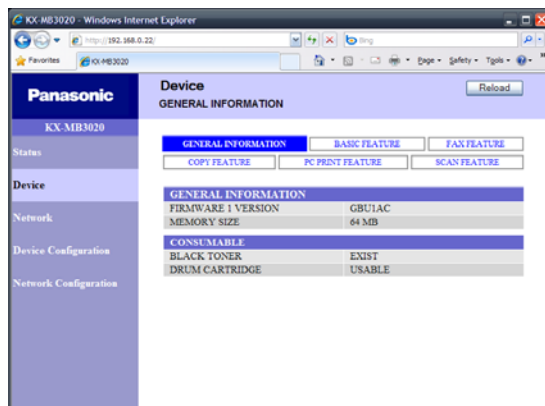 KX-MB3020 - Windows Internet Explorer
http://192.168.0.22/
Bing
Favorites
KX-MB3020
Page
Safety
Tools
Panasonic
Device
GENERAL INFORMATION
Reload
KX-MB3020
Status
Device
Network
Device Configuration
Network Configuration
GENERAL INFORMATION BASIC FEATURE FAX FEATURE
COPY FEATURE PC PRINT FEATURE SCAN FEATURE
GENERAL INFORMATION
FIRMWARE 1 VERSION GBU1AC
MEMORY SIZE 64 MB
CONSUMABLE
BLACK TONER EXIST
DRUM CARTRIDGE USABLE